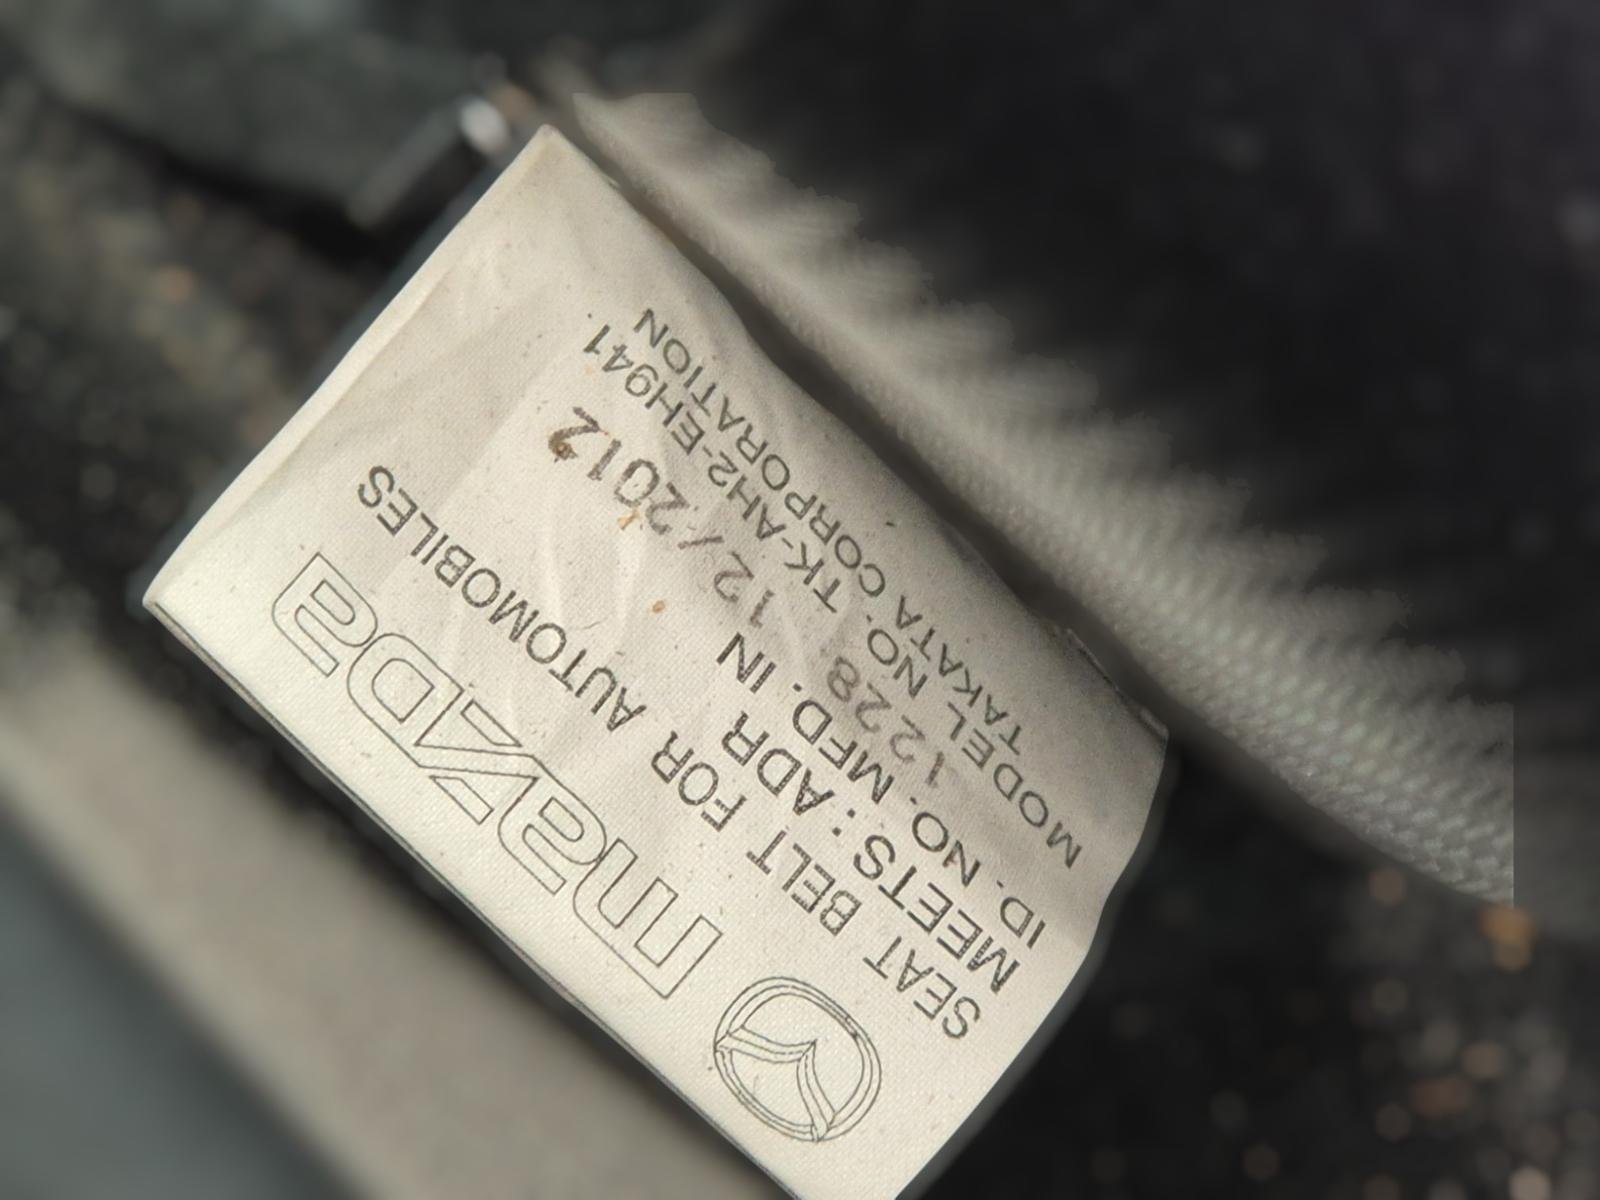 mazda
SEAT BELT FOR AUTOMOBILES
MEETS : ADR
ID. NO. MFD. IN 12/2012
1228
MODEL NO. TK-AH2-EH941
TAKATA CORPORATION